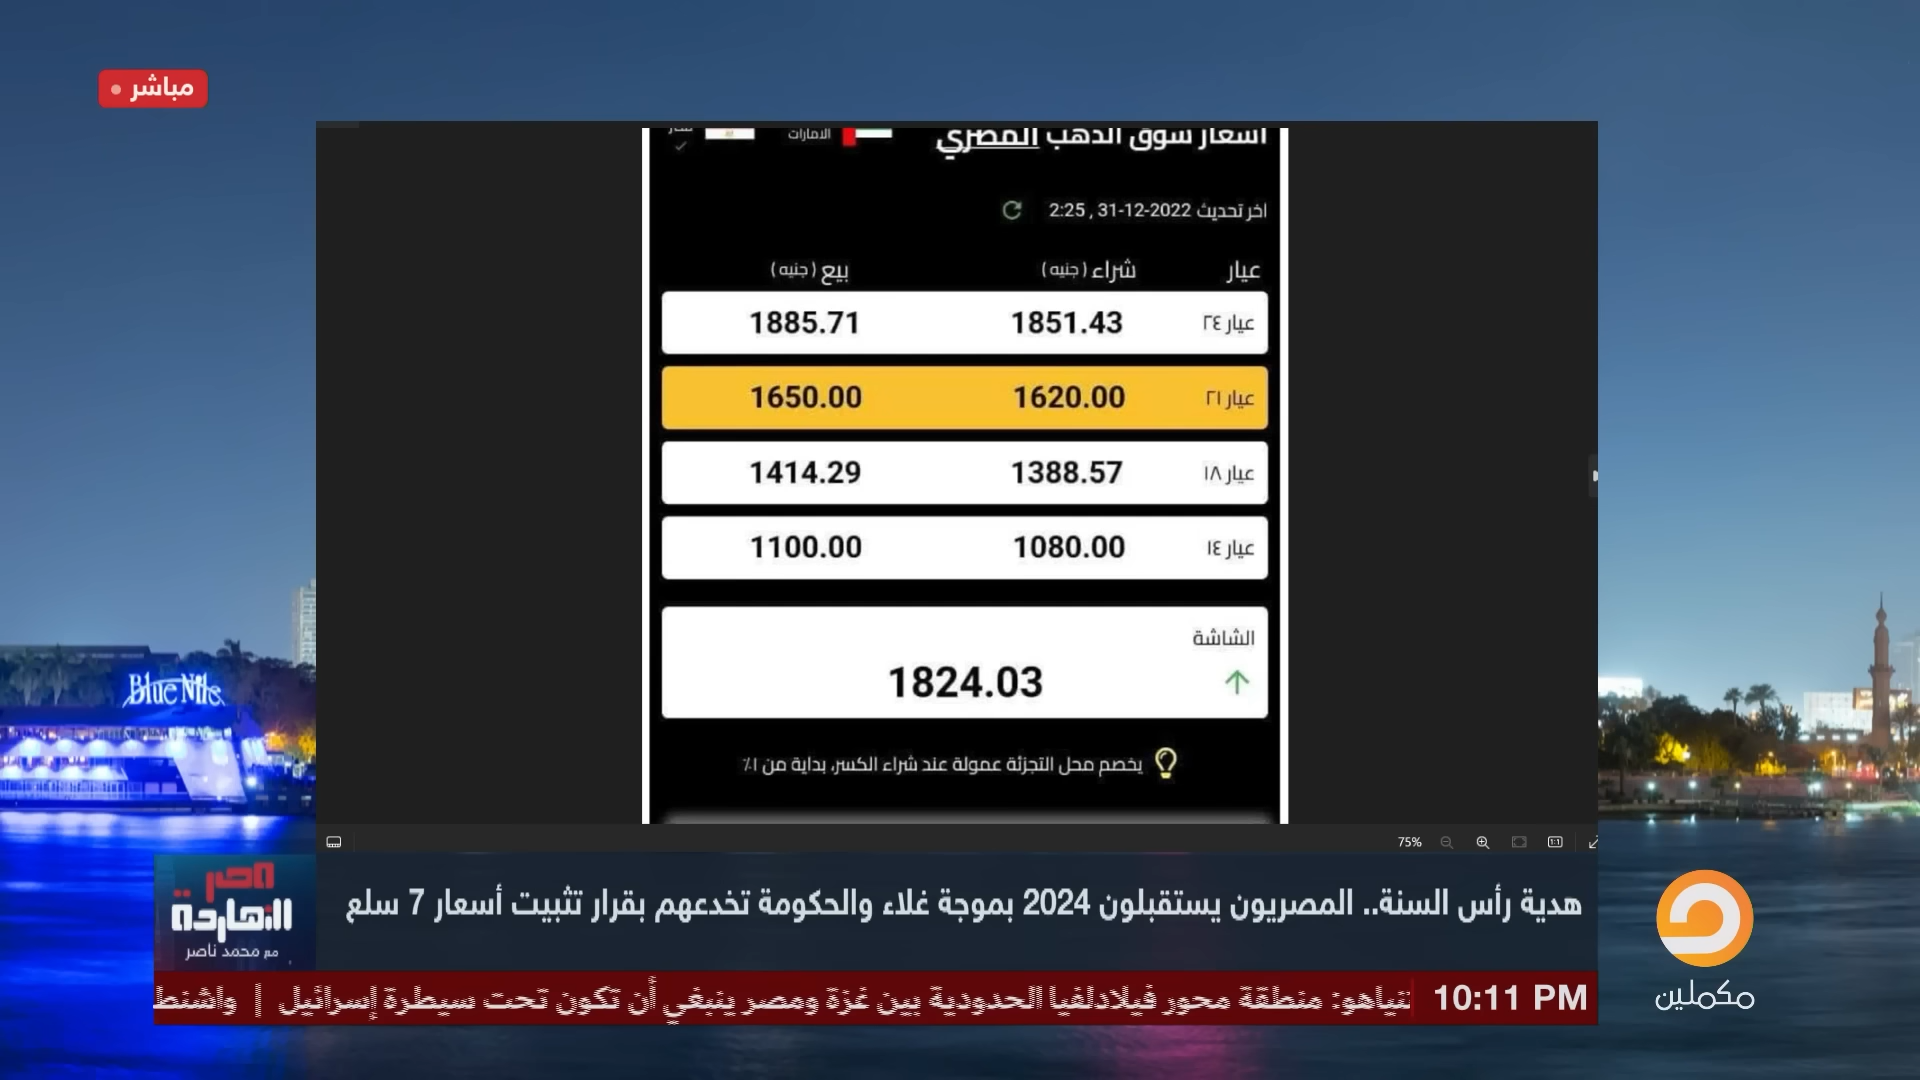 مباشر
أسعار سوق الذهب المصري
الامارات
اخر تحديث 2022-12-31 , 2:25
عيار شراء ( جنيه ) بيع ( جنيه )
عيار ٢٤ 1851.43 1885.71
عيار ٢١ 1620.00 1650.00
عيار ١٨ 1388.57 1414.29
عيار ١٤ 1080.00 1100.00
الشاشة
1824.03
يخصم محل التجزئة عمولة عند شراء الكسر، بداية من ١٪
75%
1:1
Blue Nile
مصر
النهاردة
مع محمد ناصر
هدية رأس السنة.. المصريون يستقبلون 2024 بموجة غلاء والحكومة تخدعهم بقرار تثبيت أسعار 7 سلع
10:11 PM
تنياهو: منطقة محور فيلادلفيا الحدودية بين غزة ومصر ينبغي أن تكون تحت سيطرة إسرائيل | واشنط
مكملين